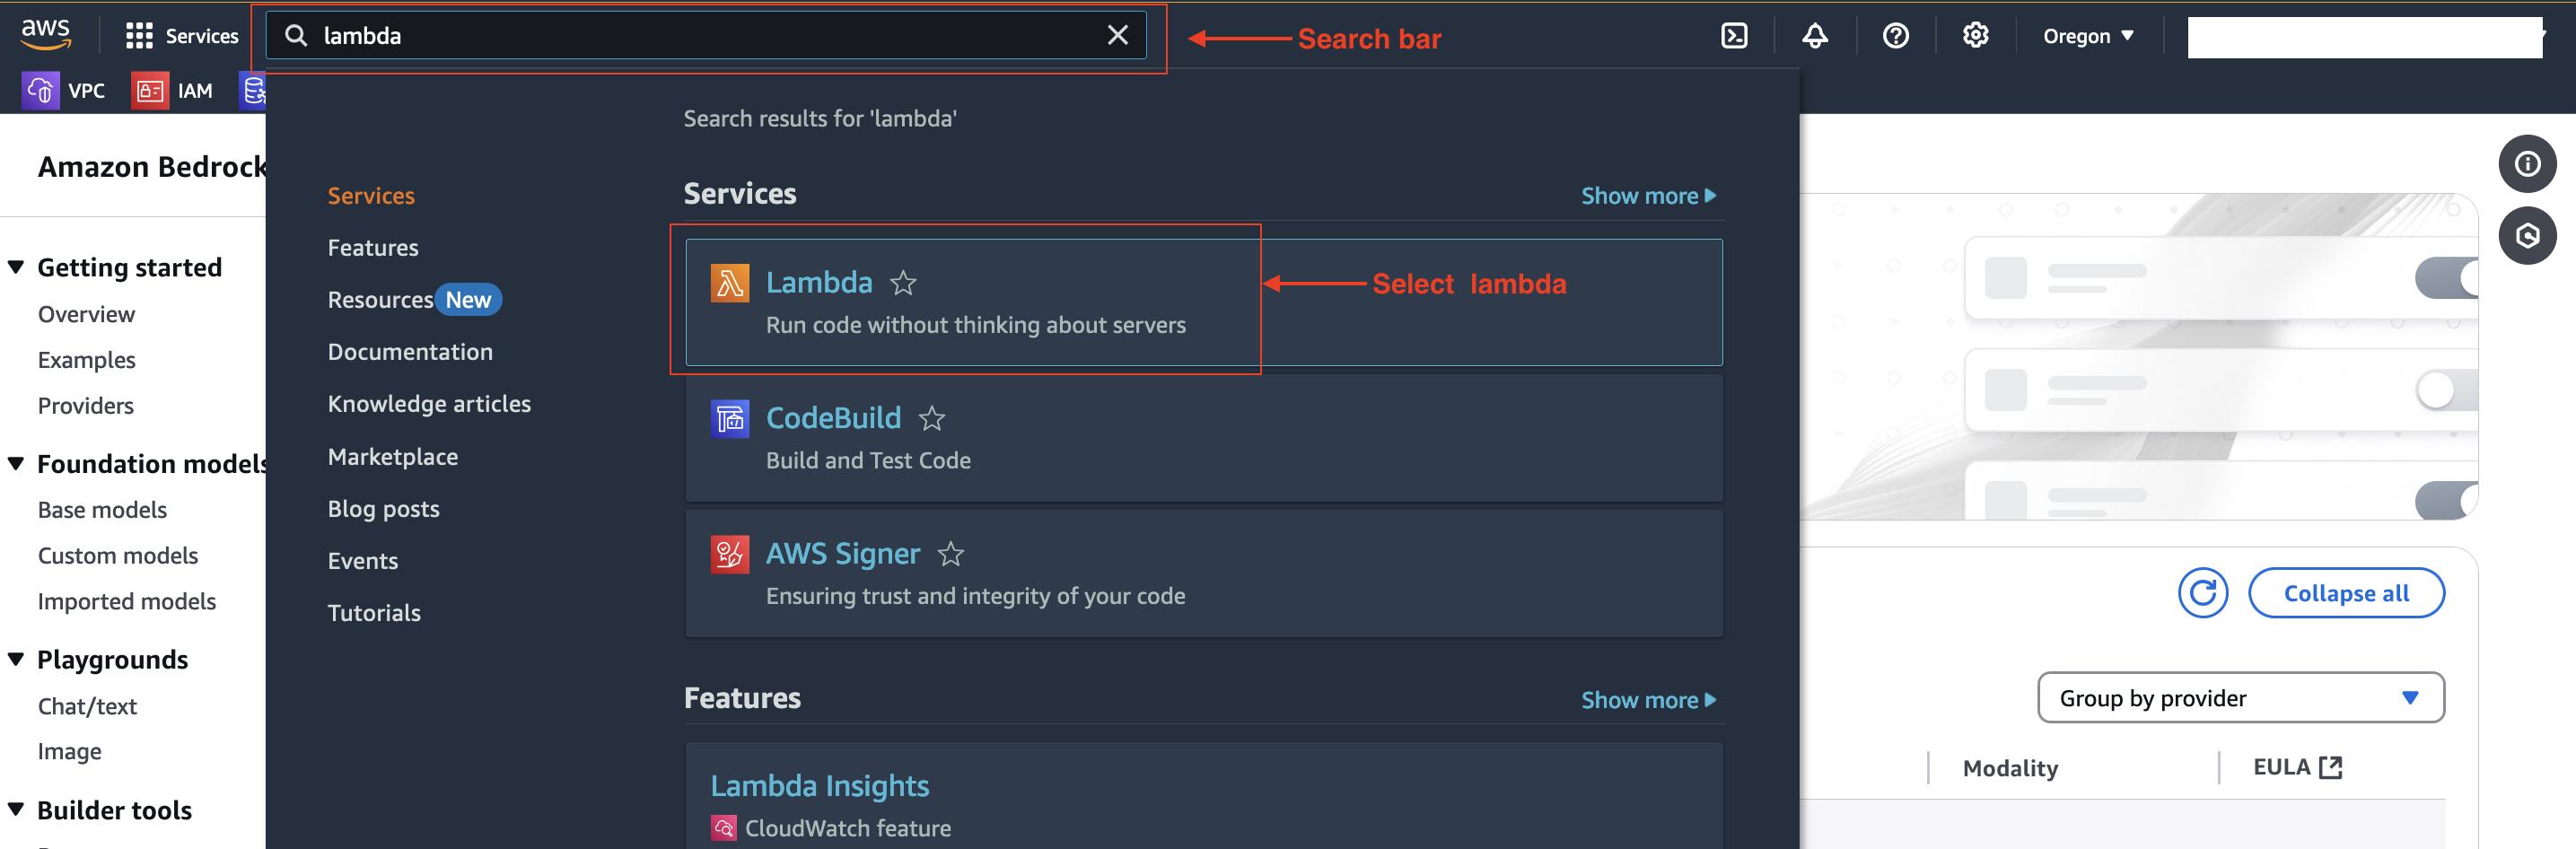 aws
Services
lambda
Search bar
Oregon
VPC
IAM
Search results for 'lambda'
Amazon Bedrock
Getting started
Overview
Examples
Providers
Foundation models
Base models
Custom models
Imported models
Playgrounds
Chat/text
Image
Builder tools
Services
Features
Resources New
Documentation
Knowledge articles
Marketplace
Blog posts
Events
Tutorials
Services
Show more
Lambda
Run code without thinking about servers
Select lambda
CodeBuild
Build and Test Code
AWS Signer
Ensuring trust and integrity of your code
Features
Show more
Lambda Insights
CloudWatch feature
Collapse all
Group by provider
Modality
EULA